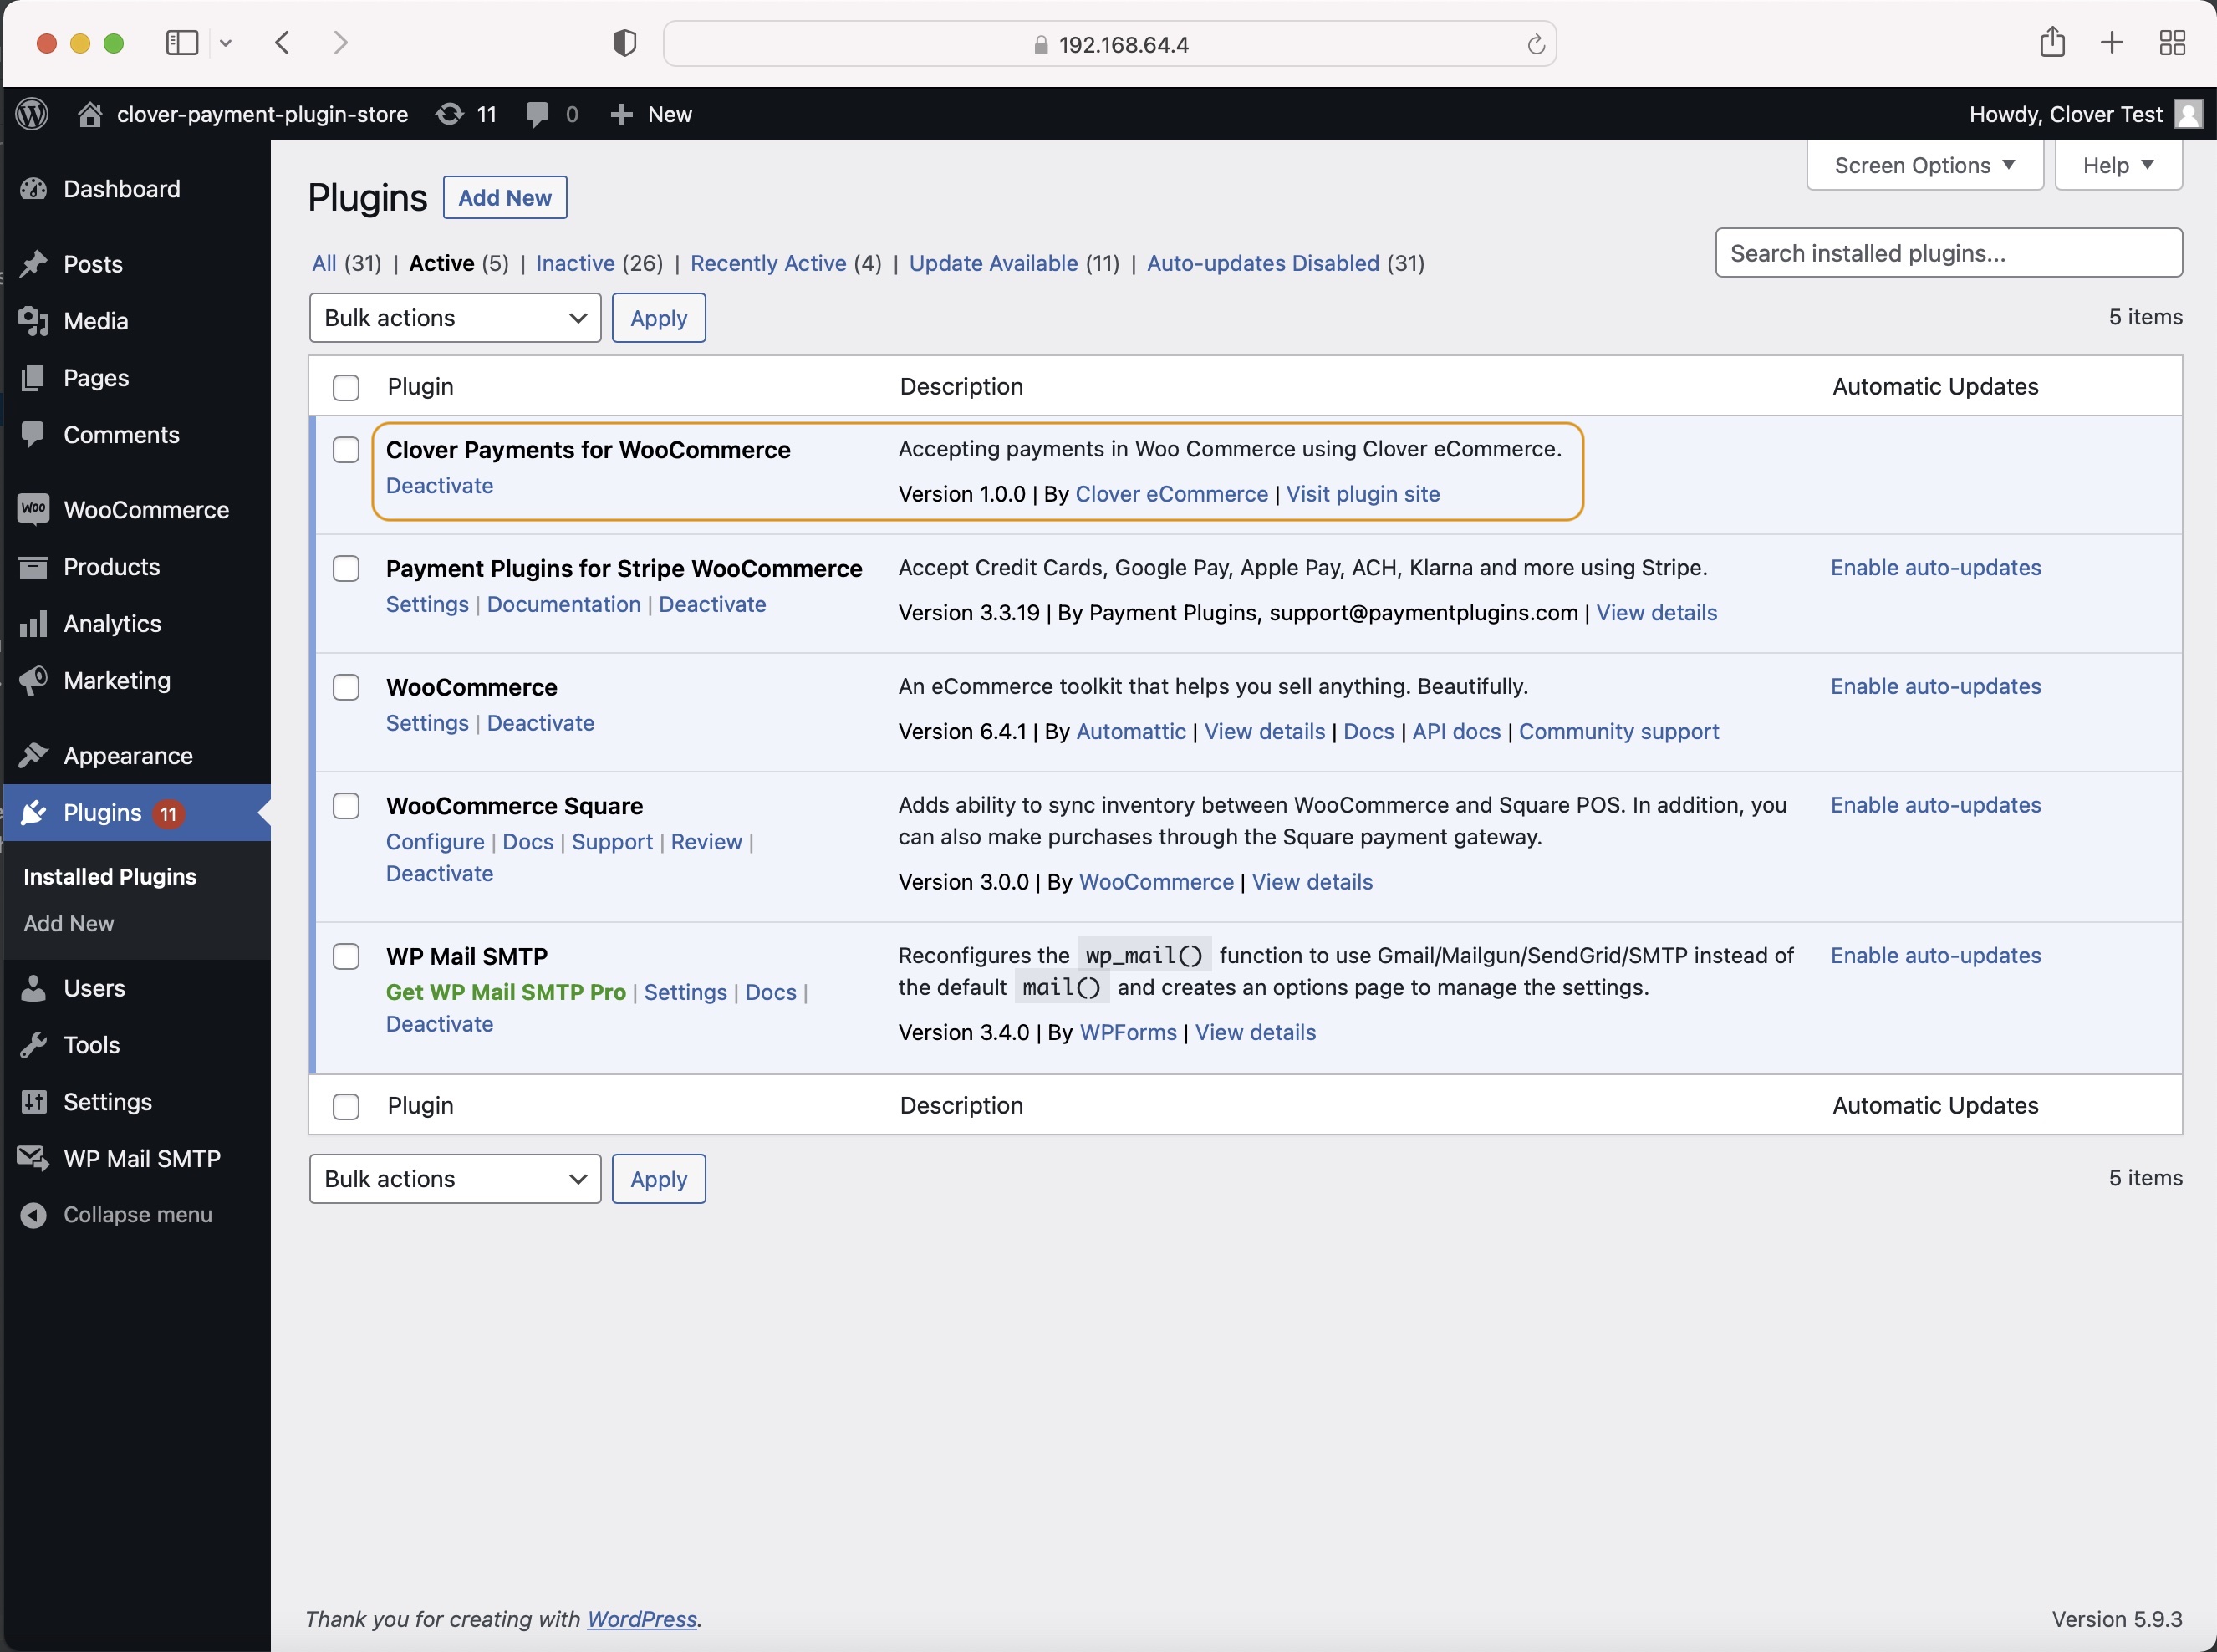 192.168.64.4
clover-payment-plugin-store 11 0 New Howdy, Clover Test
Dashboard
Posts
Media
Pages
Comments
Woo WooCommerce
Products
Analytics
Marketing
Appearance
Plugins 11
Installed Plugins
Add New
Users
Tools
Settings
WP Mail SMTP
Collapse menu
Screen Options Help
Plugins Add New
All (31) | Active (5) | Inactive (26) | Recently Active (4) | Update Available (11) | Auto-updates Disabled (31)
Search installed plugins...
Bulk actions Apply 5 items
Plugin Description Automatic Updates
Clover Payments for WooCommerce Accepting payments in Woo Commerce using Clover eCommerce.
Deactivate
Version 1.0.0 | By Clover eCommerce | Visit plugin site
Payment Plugins for Stripe WooCommerce Accept Credit Cards, Google Pay, Apple Pay, ACH, Klarna and more using Stripe. Enable auto-updates
Settings | Documentation | Deactivate
Version 3.3.19 | By Payment Plugins, support@paymentplugins.com | View details
WooCommerce An eCommerce toolkit that helps you sell anything. Beautifully. Enable auto-updates
Settings | Deactivate
Version 6.4.1 | By Automattic | View details | Docs | API docs | Community support
WooCommerce Square Adds ability to sync inventory between WooCommerce and Square POS. In addition, you Enable auto-updates
Configure | Docs | Support | Review | can also make purchases through the Square payment gateway.
Deactivate
Version 3.0.0 | By WooCommerce | View details
WP Mail SMTP Reconfigures the wp_mail() function to use Gmail/Mailgun/SendGrid/SMTP instead of Enable auto-updates
Get WP Mail SMTP Pro | Settings | Docs | the default mail() and creates an options page to manage the settings.
Deactivate
Version 3.4.0 | By WPForms | View details
Plugin Description Automatic Updates
Bulk actions Apply 5 items
Thank you for creating with WordPress. Version 5.9.3